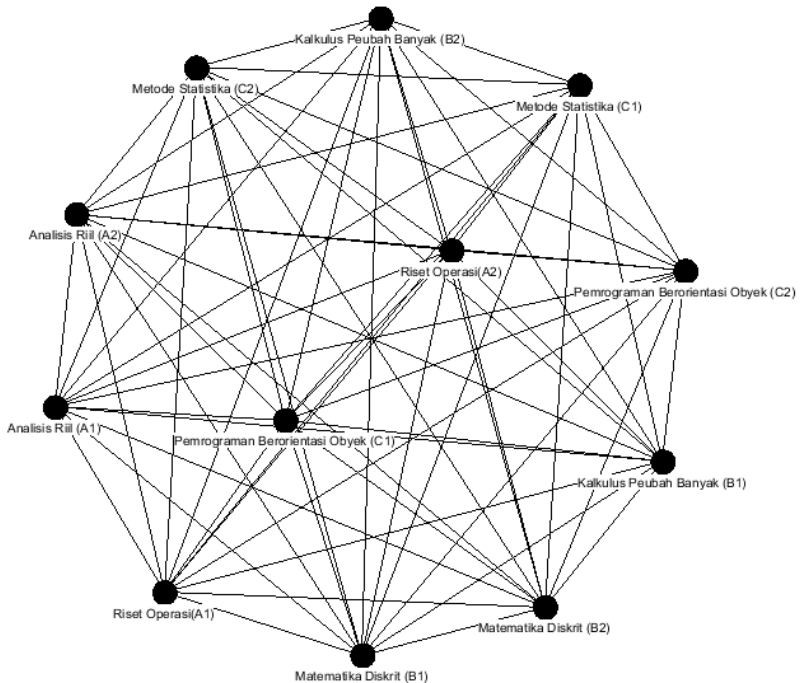 Kalkulus Peubah Banyak (B2)
Metode Statistika (C2)
Metode Statistika (C1)
Analisis Riil (A2)
Riset Operasi(A2)
Pemrograman Berorientasi Obyek (C2)
Analisis Riil (A1)
Pemrograman Berorientasi Obyek (C1)
Kalkulus Peubah Banyak (B1)
Riset Operasi(A1)
Matematika Diskrit (B2)
Matematika Diskrit (B1)